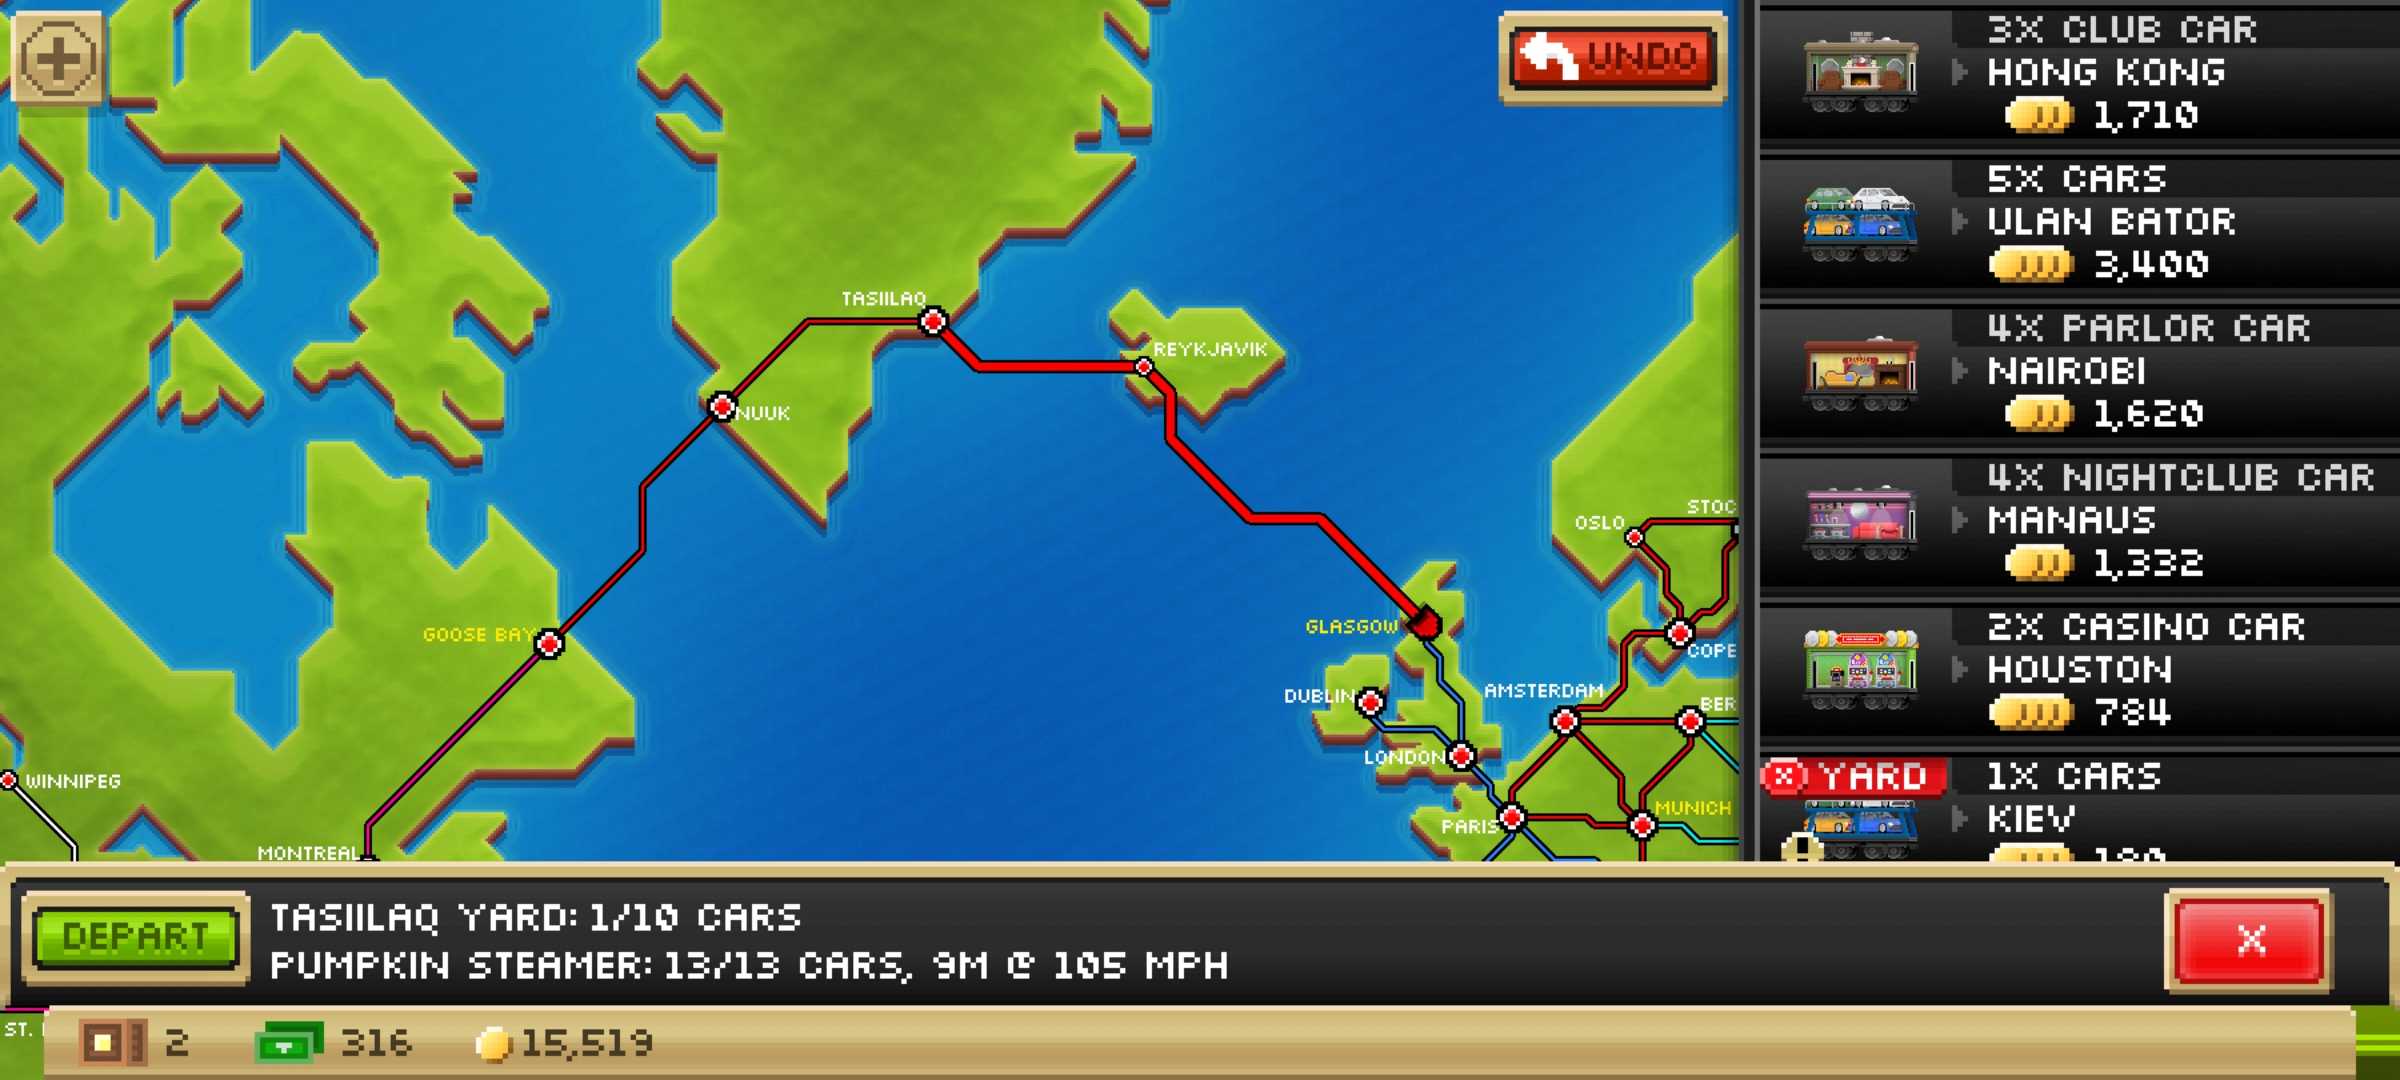 UNDO
TASIILAQ
REYKJAVIK
NUUK
GOOSE BAY
WINNIPEG
MONTREAL
GLASGOW
DUBLIN
LONDON
OSLO
STOC
COPE
AMSTERDAM
BER
MUNICH
PARIS
3X CLUB CAR
HONG KONG
1,710
5X CARS
ULAN BATOR
3,400
4X PARLOR CAR
NAIROBI
1,620
4X NIGHTCLUB CAR
MANAUS
1,332
2X CASINO CAR
HOUSTON
784
YARD
1X CARS
KIEV
DEPART
TASIILAQ YARD: 1/10 CARS
PUMPKIN STEAMER: 13/13 CARS, 9M @ 105 MPH
X
ST.
2
316
15,519